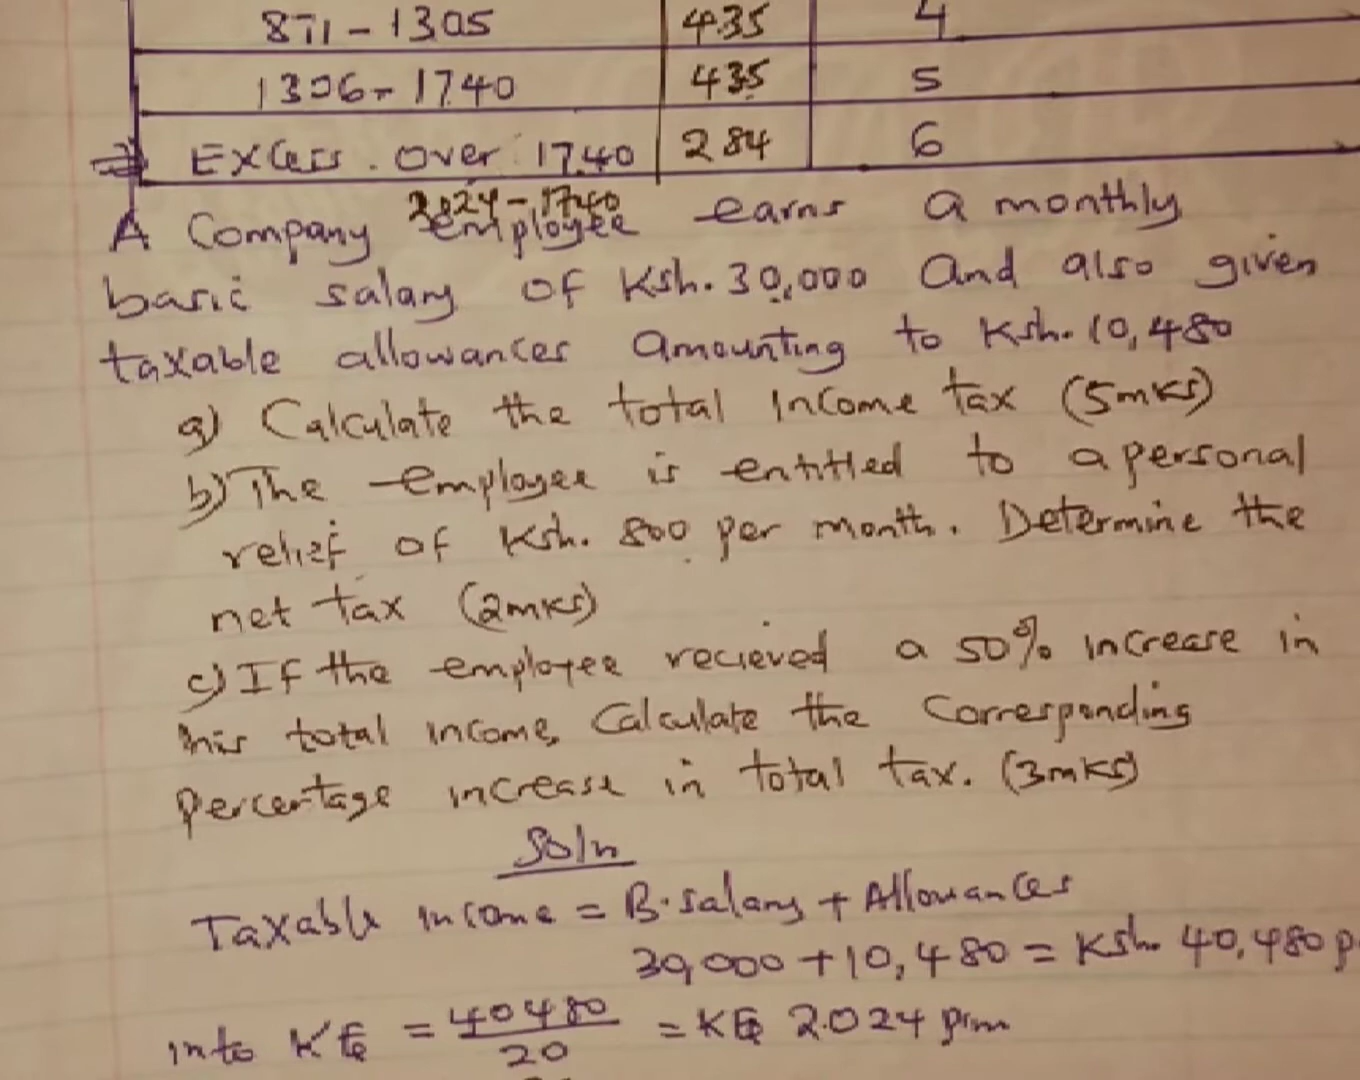 871 - 1305 435 4
1306 - 1740 435 5
Excess over 1740 284 6
2024 - 1740
A Company employee earns a monthly
basic salary of Ksh. 30,000 and also given
taxable allowances amounting to Ksh. 10,480
a) Calculate the total income tax (5mks)
b) The employee is entitled to a personal
relief of Ksh. 800 per month. Determine the
net tax (2mks)
c) If the employee recieved a 50% increase in
his total income, Calculate the Corresponding
percentage increase in total tax. (3mks)
Soln
Taxable income = B. salary + Allowances
30,000 + 10,480 = Ksh. 40,480 p
into K£ = 40480/20 = K£ 2024 p.m